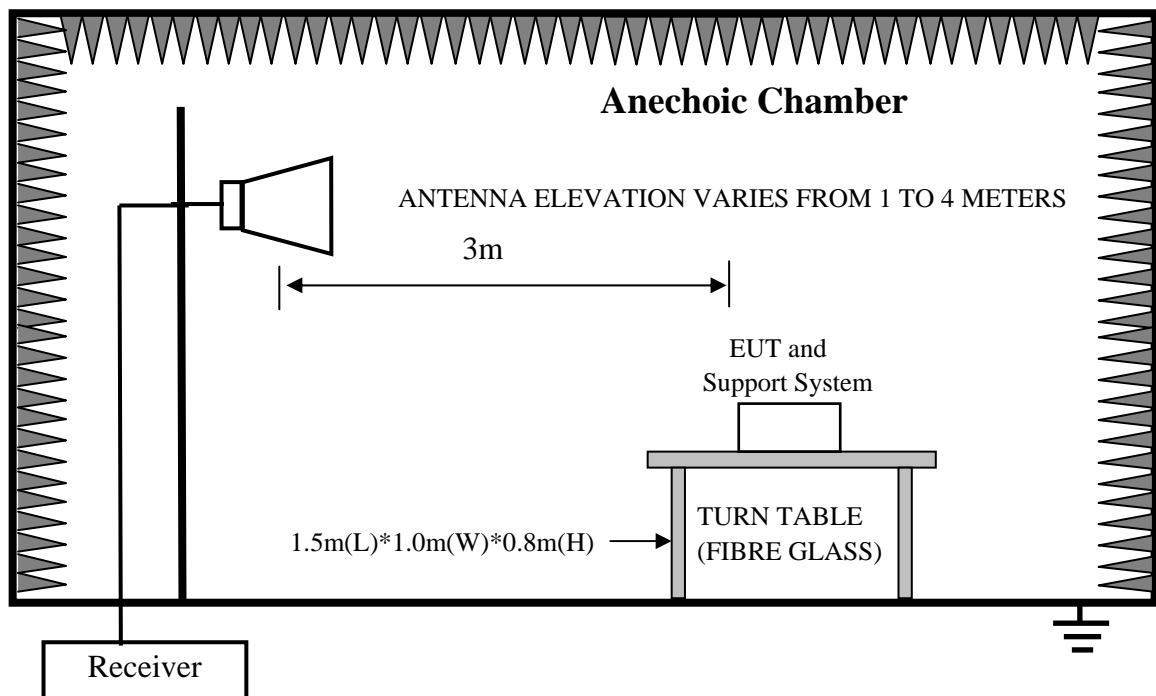 Anechoic Chamber
ANTENNA ELEVATION VARIES FROM 1 TO 4 METERS
3m
EUT and
Support System
1.5m(L)*1.0m(W)*0.8m(H)
TURN TABLE
(FIBRE GLASS)
Receiver